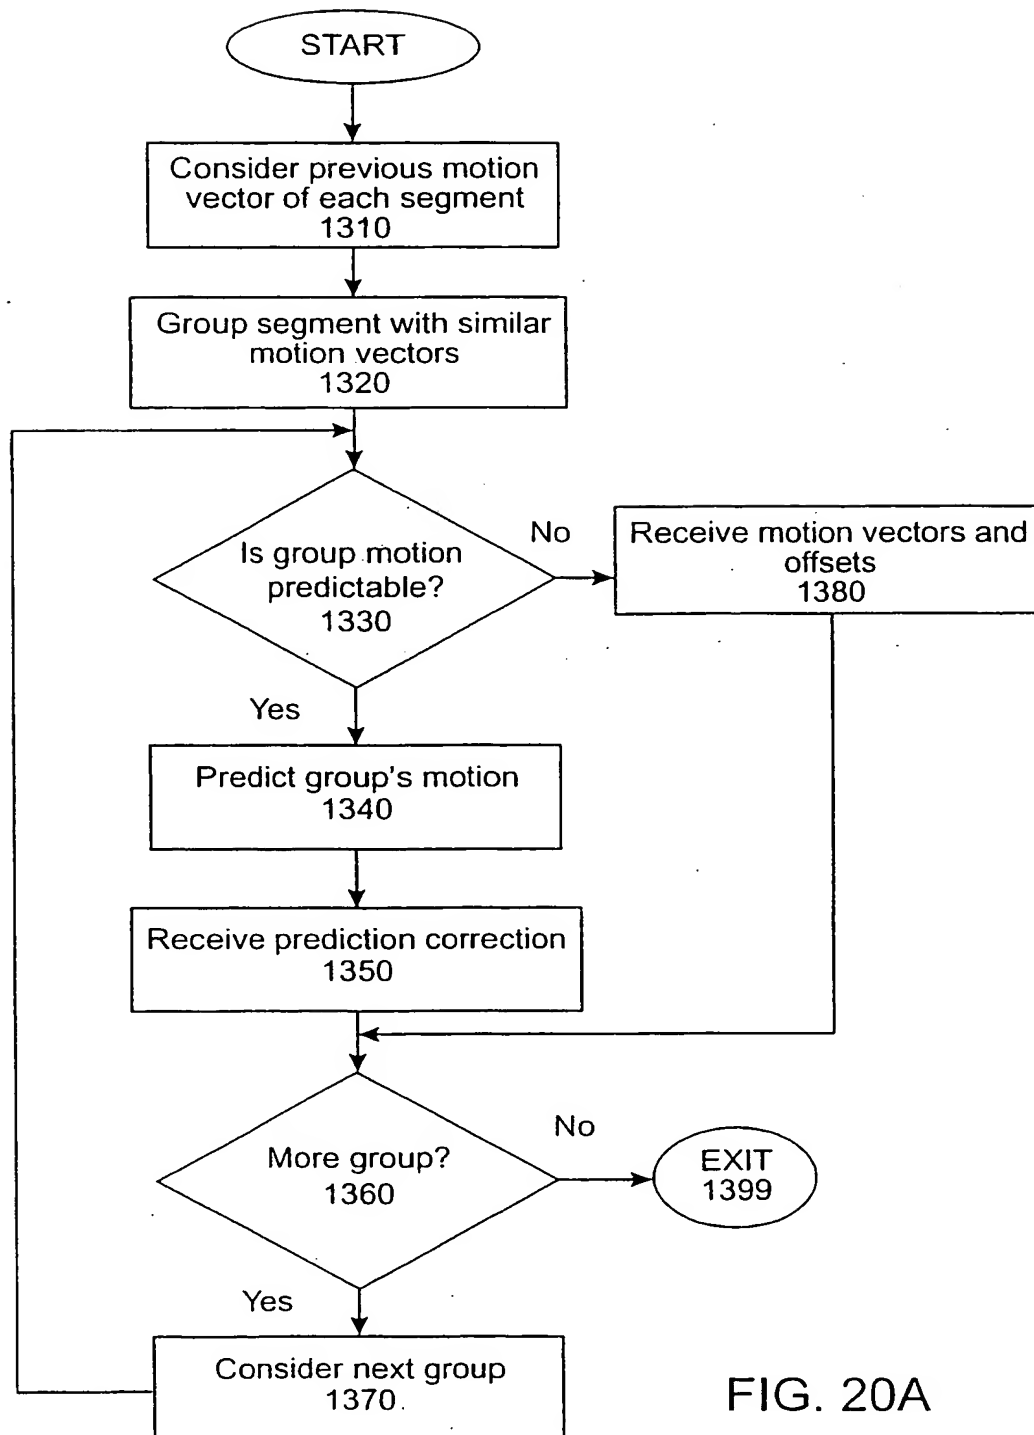 START
Consider previous motion
vector of each segment
1310
Group segment with similar
motion vectors
1320
Is group motion
predictable?
1330
No
Receive motion vectors and
offsets
1380
Yes
Predict group's motion
1340
Receive prediction correction
1350
More group?
1360
No
EXIT
1399
Yes
Consider next group
1370
FIG. 20A